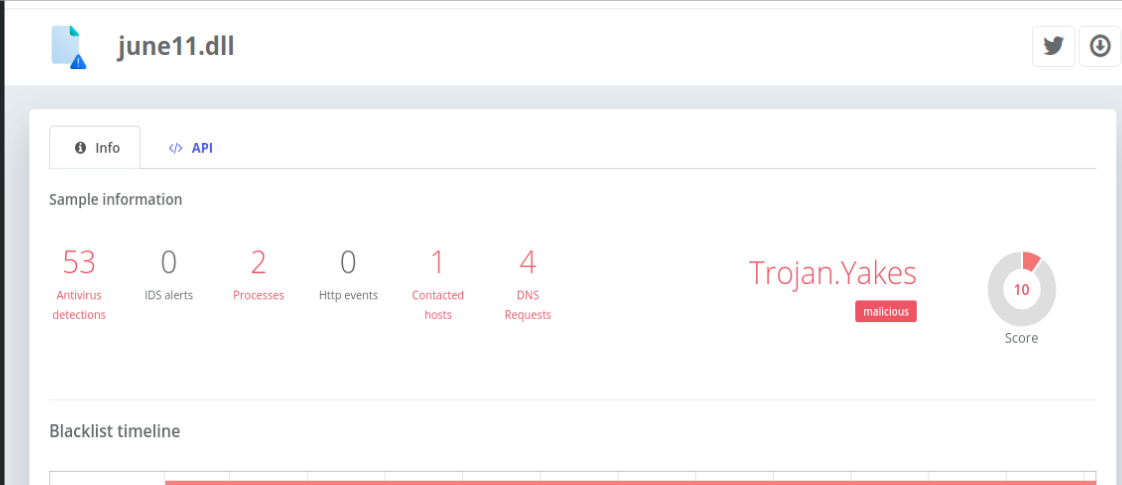 june11.dll
Info
</> API
Sample information
53 0 2 0 1 4
Antivirus detections
IDS alerts
Processes
Http events
Contacted hosts
DNS Requests
Trojan.Yakes
malicious
10
Score
Blacklist timeline